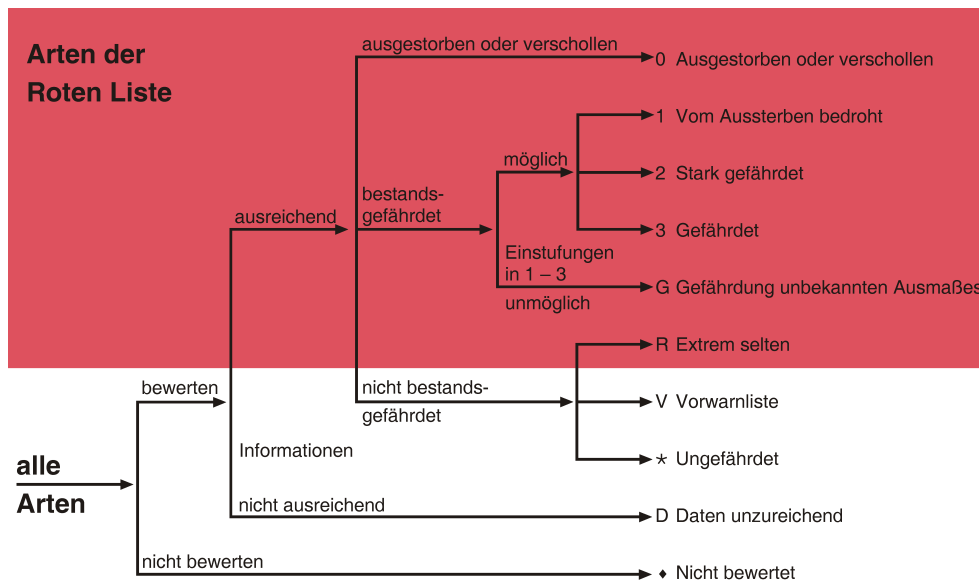 Arten der
Roten Liste
ausgestorben oder verschollen
0 Ausgestorben oder verschollen
1 Vom Aussterben bedroht
möglich
2 Stark gefährdet
bestands-
gefährdet
ausreichend
3 Gefährdet
Einstufungen
in 1 – 3
unmöglich
G Gefährdung unbekannten Ausmaßes
R Extrem selten
bewerten
nicht bestands-
gefährdet
V Vorwarnliste
Informationen
* Ungefährdet
alle
Arten
nicht ausreichend
D Daten unzureichend
nicht bewerten
♦ Nicht bewertet